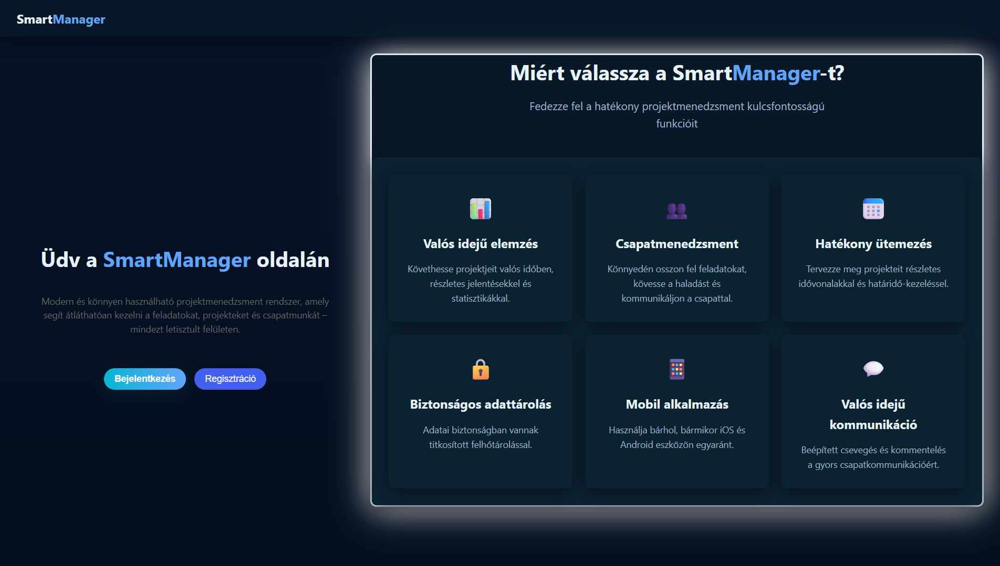 SmartManager
Üdv a SmartManager oldalán
Modern és könnyen használható projektmenedzsment rendszer, amely
segít átláthatóan kezelni a feladatokat, projekteket és csapatmunkát –
mindezt letisztult felületen.
Bejelentkezés
Regisztráció
Miért válassza a SmartManager-t?
Fedezze fel a hatékony projektmenedzsment kulcsfontosságú
funkcióit
Valós idejű elemzés
Követhesse projektjeit valós időben,
részletes jelentésekkel és
statisztikákkal.
Csapatmenedzsment
Könnyedén osszon fel feladatokat,
kövesse a haladást és
kommunikáljon a csapattal.
Hatékony ütemezés
Tervezze meg projekteit részletes
idővonalakkal és határidő-kezeléssel.
Biztonságos adattárolás
Adatai biztonságban vannak
titkosított felhőtárolással.
Mobil alkalmazás
Használja bárhol, bármikor iOS és
Android eszközön egyaránt.
Valós idejű
kommunikáció
Beépített csevegés és kommentelés
a gyors csapatkommunikációért.